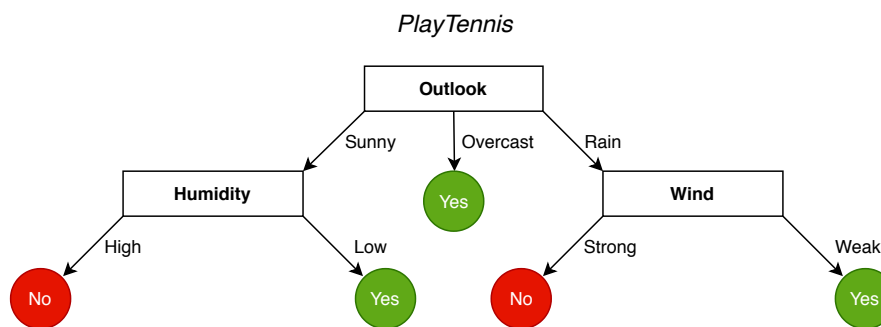 PlayTennis
Outlook
Sunny
Overcast
Rain
Humidity
Yes
Wind
High
Low
Strong
Weak
No
Yes
No
Yes